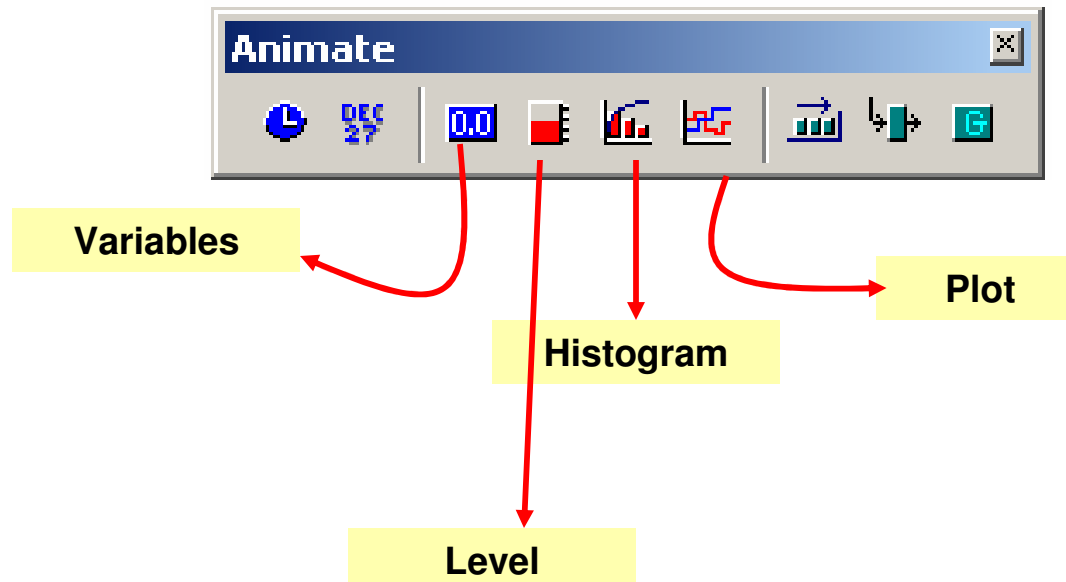 Animate
DEC
27
0.0
G
Variables
Plot
Histogram
Level